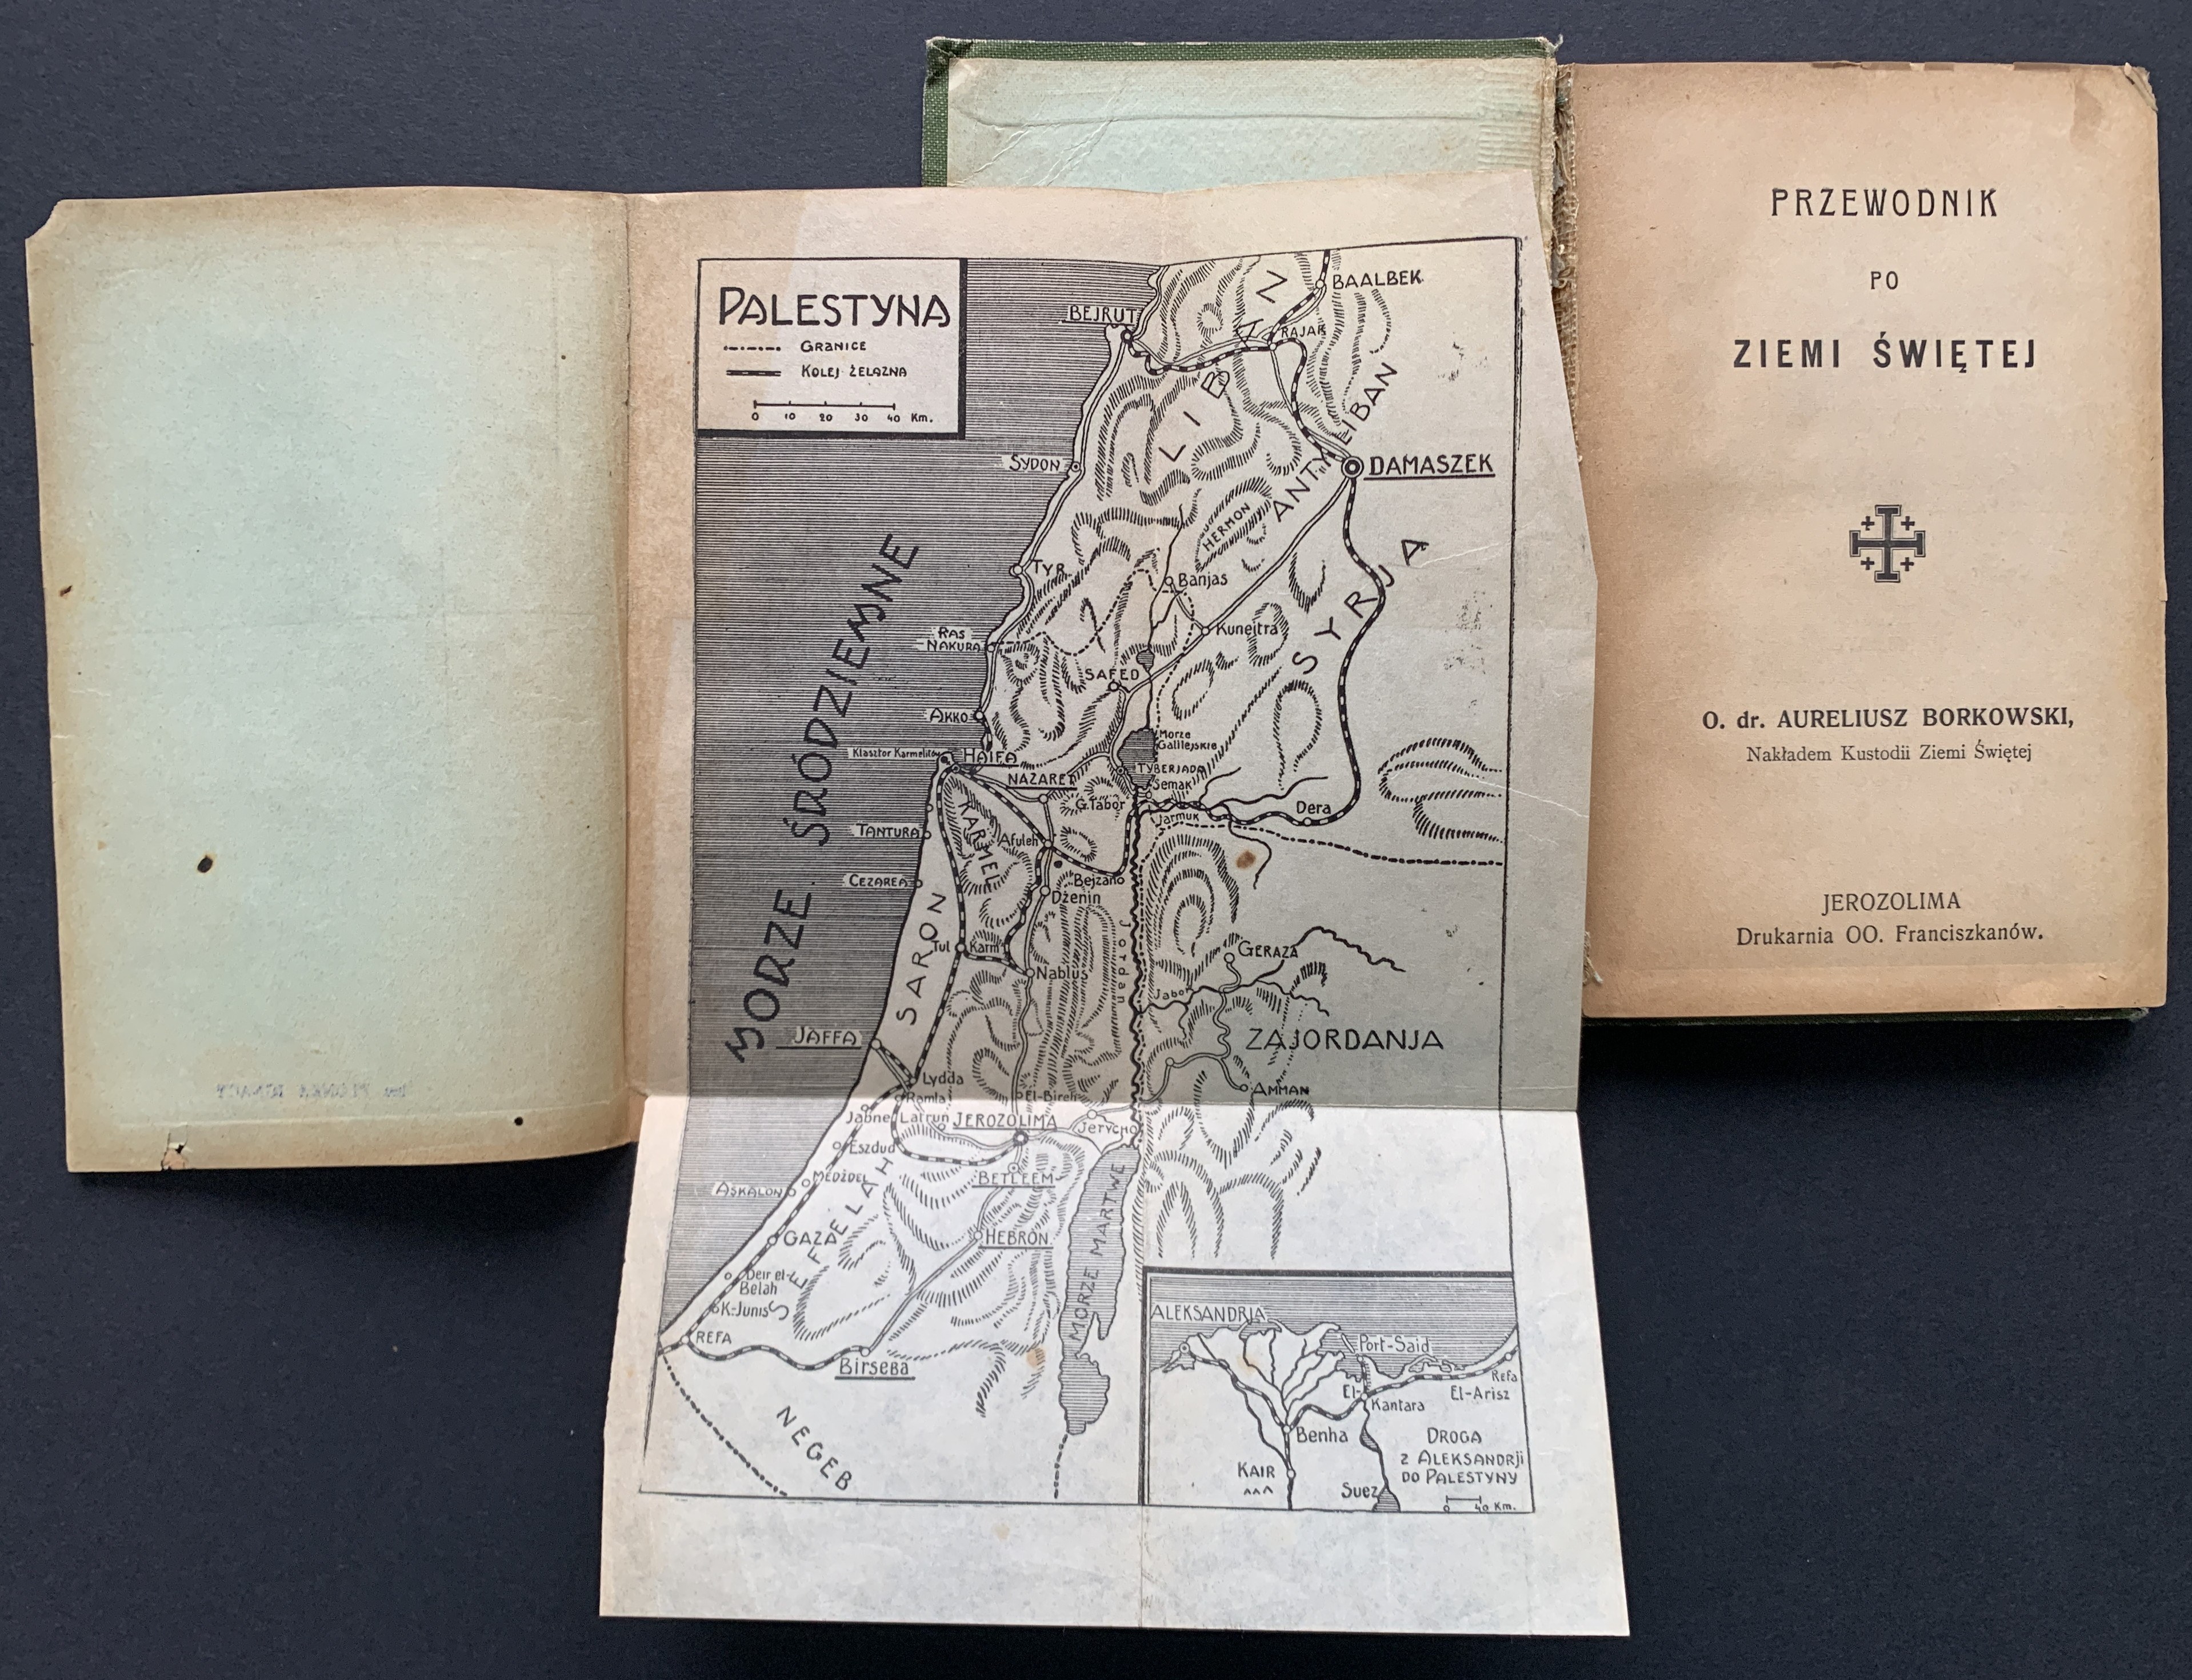 PALESTYNA
GRANICE
KOLEJ ŻELAZNA
0 10 20 30 40 Km.
MORZE ŚRÓDZIEMNE
BAALBEK
BEJRUT
RAJAK
LIBAN
ANTYLIBAN
SYDON
DAMASZEK
HERMON
TYR
Banjas
SYRJA
RAS
NAKURA
Kunejtra
SAFED
AKKO
Morze
Galilejskie
Klasztor Karmelitów
HAIFA
NAZARET
TYBERJADA
Semak
G. Tabor
Dera
Jarmuk
KARMEL
TANTURA
Afuleh
CEZAREA
Bejzan
Dżenin
SARON
Jordan
Tul Karm
GERAZA
Nablus
Jabok
JAFFA
ZAJORDANJA
Lydda
AMMAN
Ramla
El-Bireh
Jabne
Latrun
JEROZOLIMA
Jerycho
Eszdud
MEDŻDEL
BETLEEM
ASKALON
SEFELAH
MORZE MARTWE
GAZA
HEBRON
Deir el-
Belah
K-Junis
REFA
BIRSEBA
NEGEB
ALEKSANDRJA
Port-Said
Refa
El-
Kantara
El-Arisz
Benha
DROGA
Z ALEKSANDRJI
DO PALESTYNY
KAIR
Suez
0 40 Km.
PRZEWODNIK
PO
ZIEMI ŚWIĘTEJ
O. dr. AURELIUSZ BORKOWSKI,
Nakładem Kustodii Ziemi Świętej
JEROZOLIMA
Drukarnia OO. Franciszkanów.